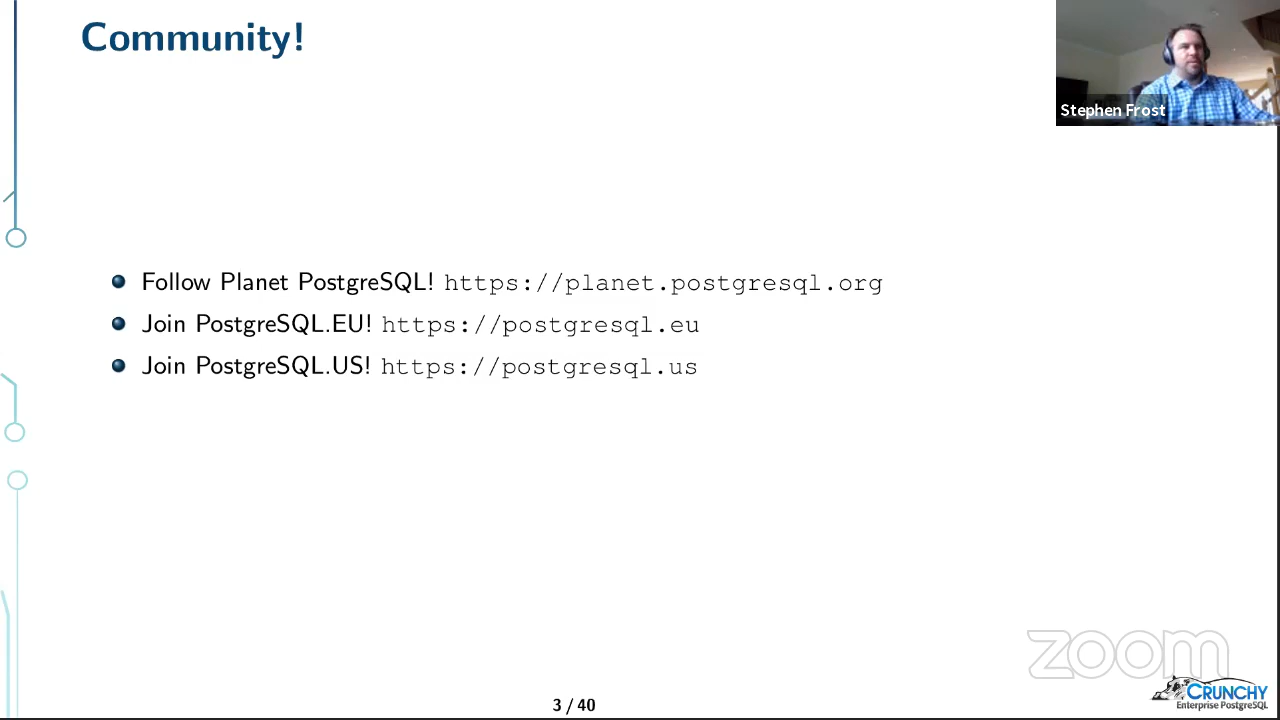 Community!
Stephen Frost
Follow Planet PostgreSQL! https://planet.postgresql.org
Join PostgreSQL.EU! https://postgresql.eu
Join PostgreSQL.US! https://postgresql.us
zoom
CRUNCHY
Enterprise PostgreSQL
3 / 40